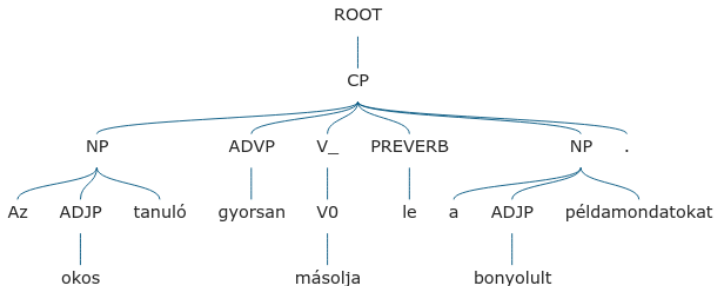 ROOT
CP
NP ADVP V_ PREVERB NP .
Az ADJP tanuló gyorsan V0 le a ADJP példamondatokat
okos másolja bonyolult